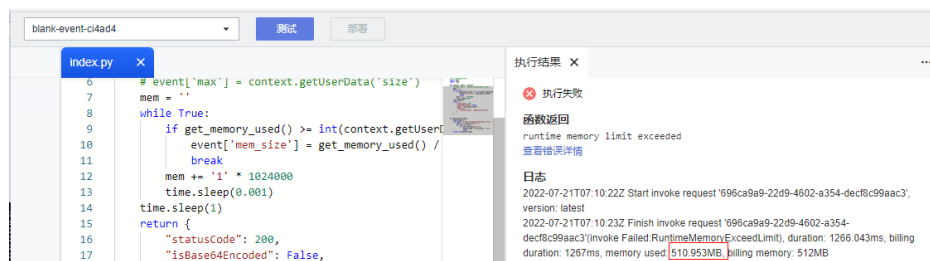 blank-event-ci4ad4
测试
部署
index.py ×
执行结果 ×
6 # event['max'] = context.getUserData('size')
7 mem = ''
8 while True:
9 if get_memory_used() >= int(context.getUserD
10 event['mem_size'] = get_memory_used() /
11 break
12 mem += '1' * 1024000
13 time.sleep(0.001)
14 time.sleep(1)
15 return {
16 "statusCode": 200,
17 "isBase64Encoded": False,
执行失败
函数返回
runtime memory limit exceeded
查看错误详情
日志
2022-07-21T07:10:22Z Start invoke request '696ca9a9-22d9-4602-a354-decf8c99aac3',
version: latest
2022-07-21T07:10:23Z Finish invoke request '696ca9a9-22d9-4602-a354-
decf8c99aac3'(invoke Failed:RuntimeMemoryExceedLimit), duration: 1266.043ms, billing
duration: 1267ms, memory used: 510.953MB, billing memory: 512MB